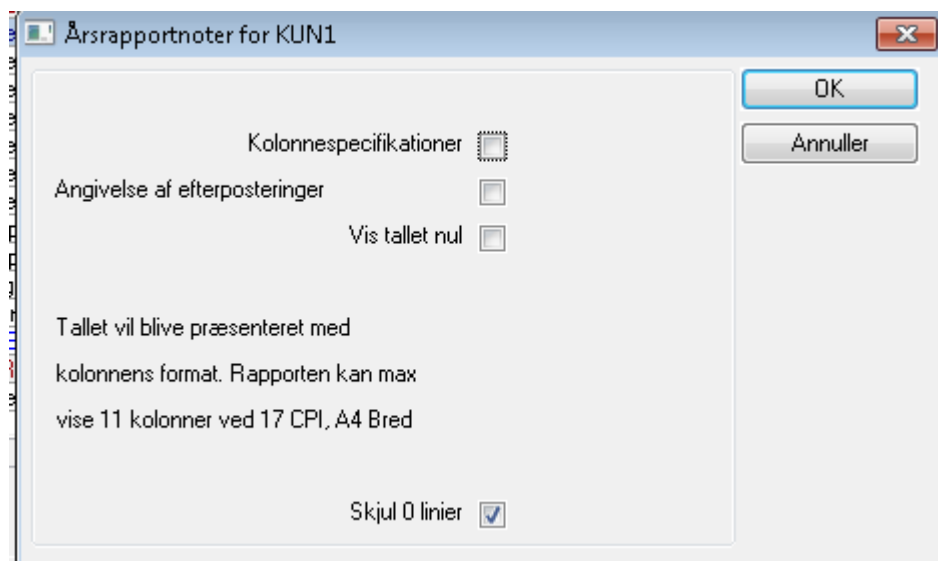 Årsrapportnoter for KUN1
OK
Kolonnespecifikationer
Annuller
Angivelse af efterposteringer
Vis tallet nul
Tallet vil blive præsenteret med
kolonnens format. Rapporten kan max
vise 11 kolonner ved 17 CPI, A4 Bred
Skjul 0 linier